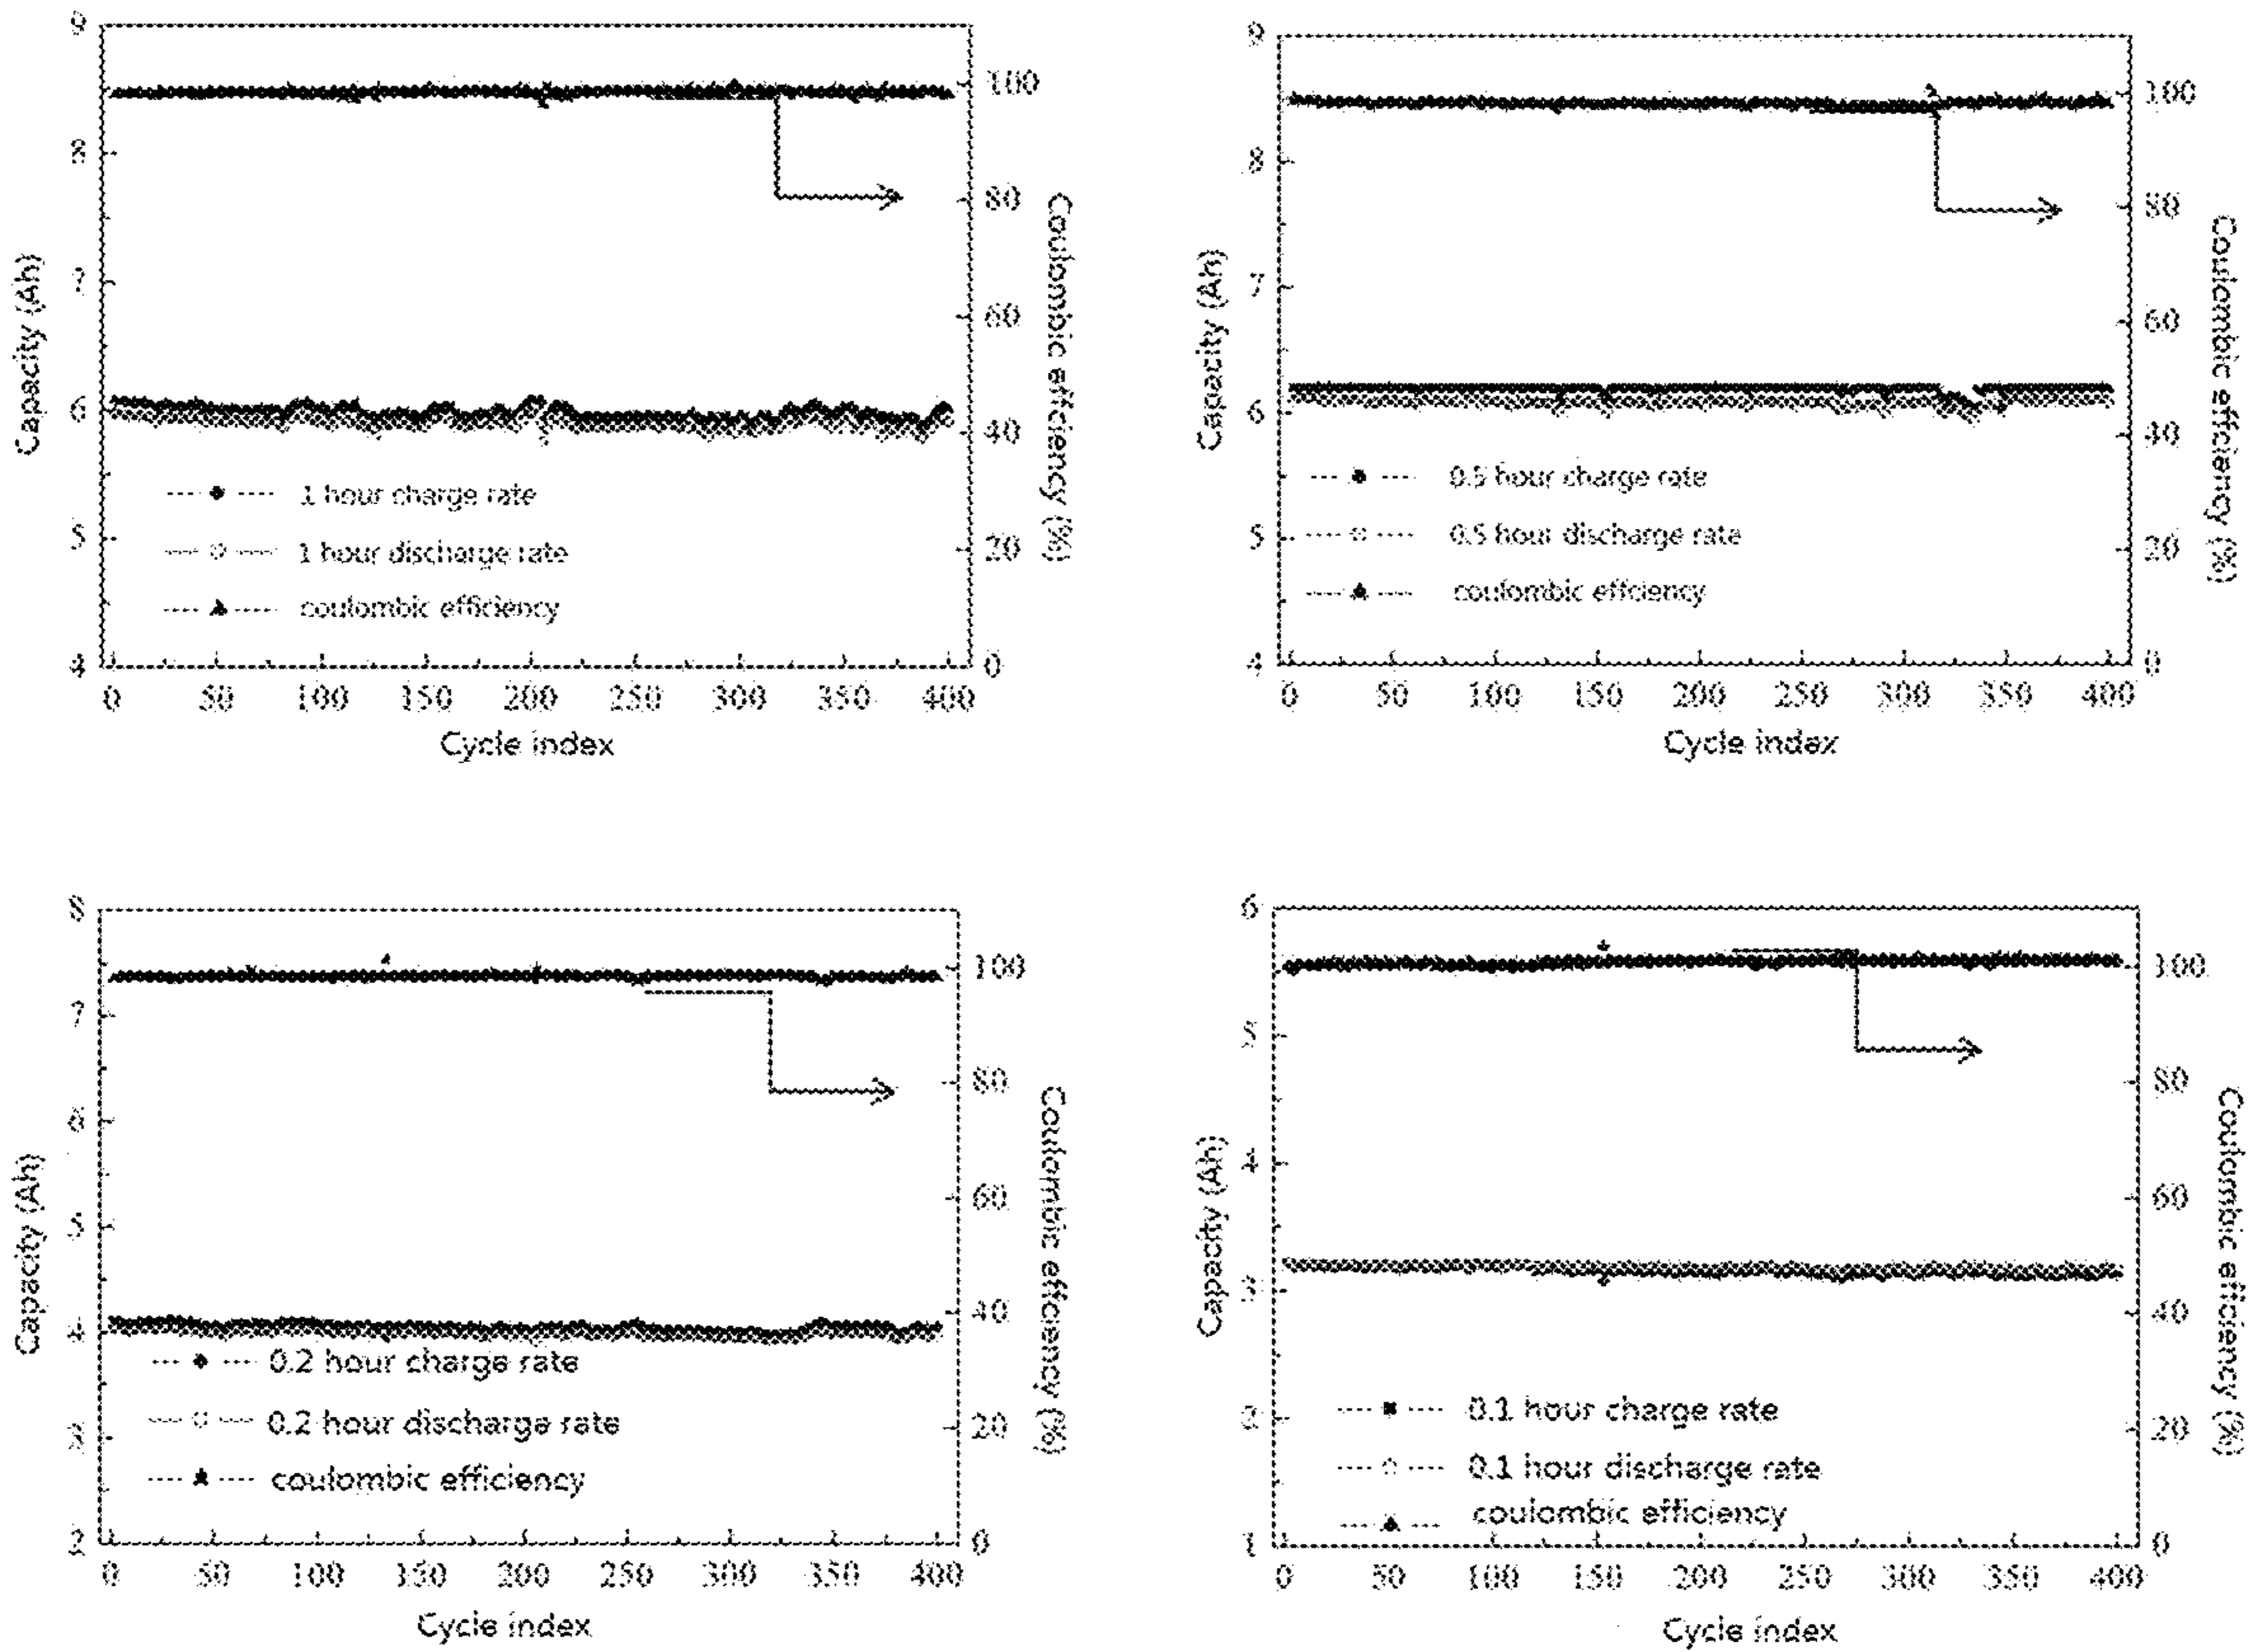 9
8
7
6
5
4
100
80
60
40
20
0
Capacity (Ah)
Coulombic efficiency (%)
1 hour charge rate
1 hour discharge rate
coulombic efficiency
0 50 100 150 200 250 300 350 400
Cycle index
9
8
7
6
5
4
100
80
60
40
20
0
Capacity (Ah)
Coulombic effciency (%)
0.5 hour charge rate
0.5 hour discharge rate
coulombic effciency
0 50 100 150 200 250 300 350 400
Cycle index
8
7
6
5
4
3
2
100
80
60
40
20
0
Capacity (Ah)
Coulombic efficiency (%)
0.2 hour charge rate
0.2 hour discharge rate
coulombic efficiency
0 50 100 150 200 250 300 350 400
Cycle index
6
5
4
3
2
1
100
80
60
40
20
0
Capacity (Ah)
Coulombic efficiency (%)
0.1 hour charge rate
0.1 hour discharge rate
coulombic efficiency
0 50 100 150 200 250 300 350 400
Cycle index